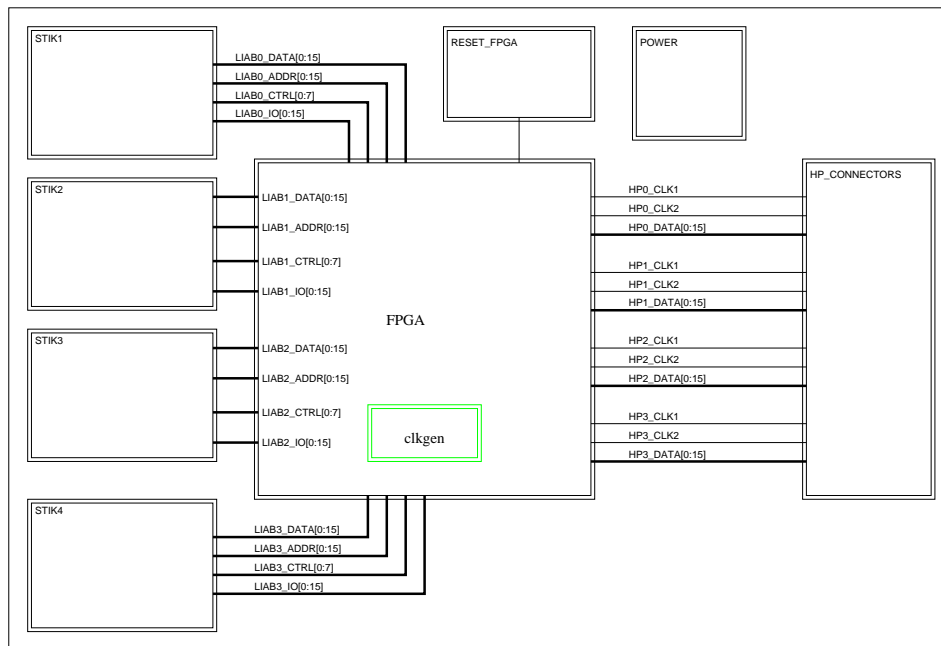 STIK1
LIAB0_DATA[0:15]
LIAB0_ADDR[0:15]
LIAB0_CTRL[0:7]
LIAB0_IO[0:15]
RESET_FPGA
POWER
STIK2
LIAB1_DATA[0:15]
LIAB1_ADDR[0:15]
LIAB1_CTRL[0:7]
LIAB1_IO[0:15]
STIK3
LIAB2_DATA[0:15]
LIAB2_ADDR[0:15]
LIAB2_CTRL[0:7]
LIAB2_IO[0:15]
FPGA
clkgen
HP_CONNECTORS
HP0_CLK1
HP0_CLK2
HP0_DATA[0:15]
HP1_CLK1
HP1_CLK2
HP1_DATA[0:15]
HP2_CLK1
HP2_CLK2
HP2_DATA[0:15]
HP3_CLK1
HP3_CLK2
HP3_DATA[0:15]
STIK4
LIAB3_DATA[0:15]
LIAB3_ADDR[0:15]
LIAB3_CTRL[0:7]
LIAB3_IO[0:15]